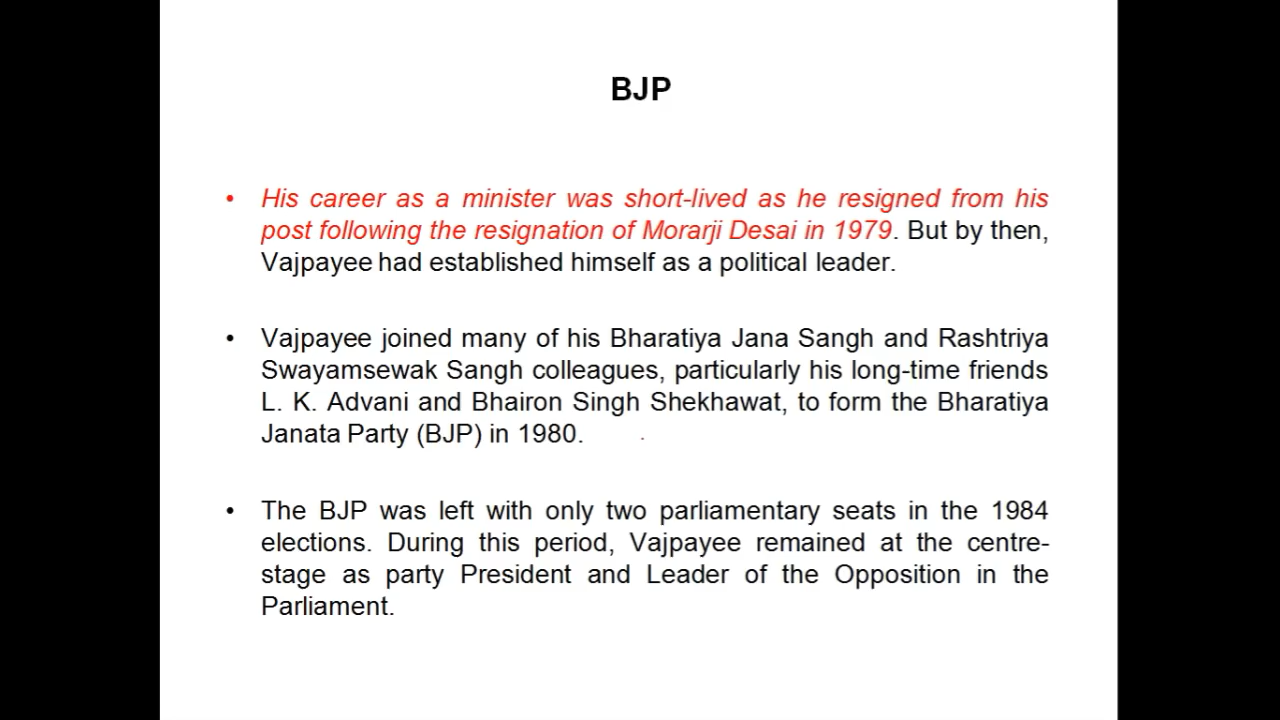 BJP
• His career as a minister was short-lived as he resigned from his
post following the resignation of Morarji Desai in 1979. But by then,
Vajpayee had established himself as a political leader.
• Vajpayee joined many of his Bharatiya Jana Sangh and Rashtriya
Swayamsewak Sangh colleagues, particularly his long-time friends
L. K. Advani and Bhairon Singh Shekhawat, to form the Bharatiya
Janata Party (BJP) in 1980.
• The BJP was left with only two parliamentary seats in the 1984
elections. During this period, Vajpayee remained at the centre-
stage as party President and Leader of the Opposition in the
Parliament.